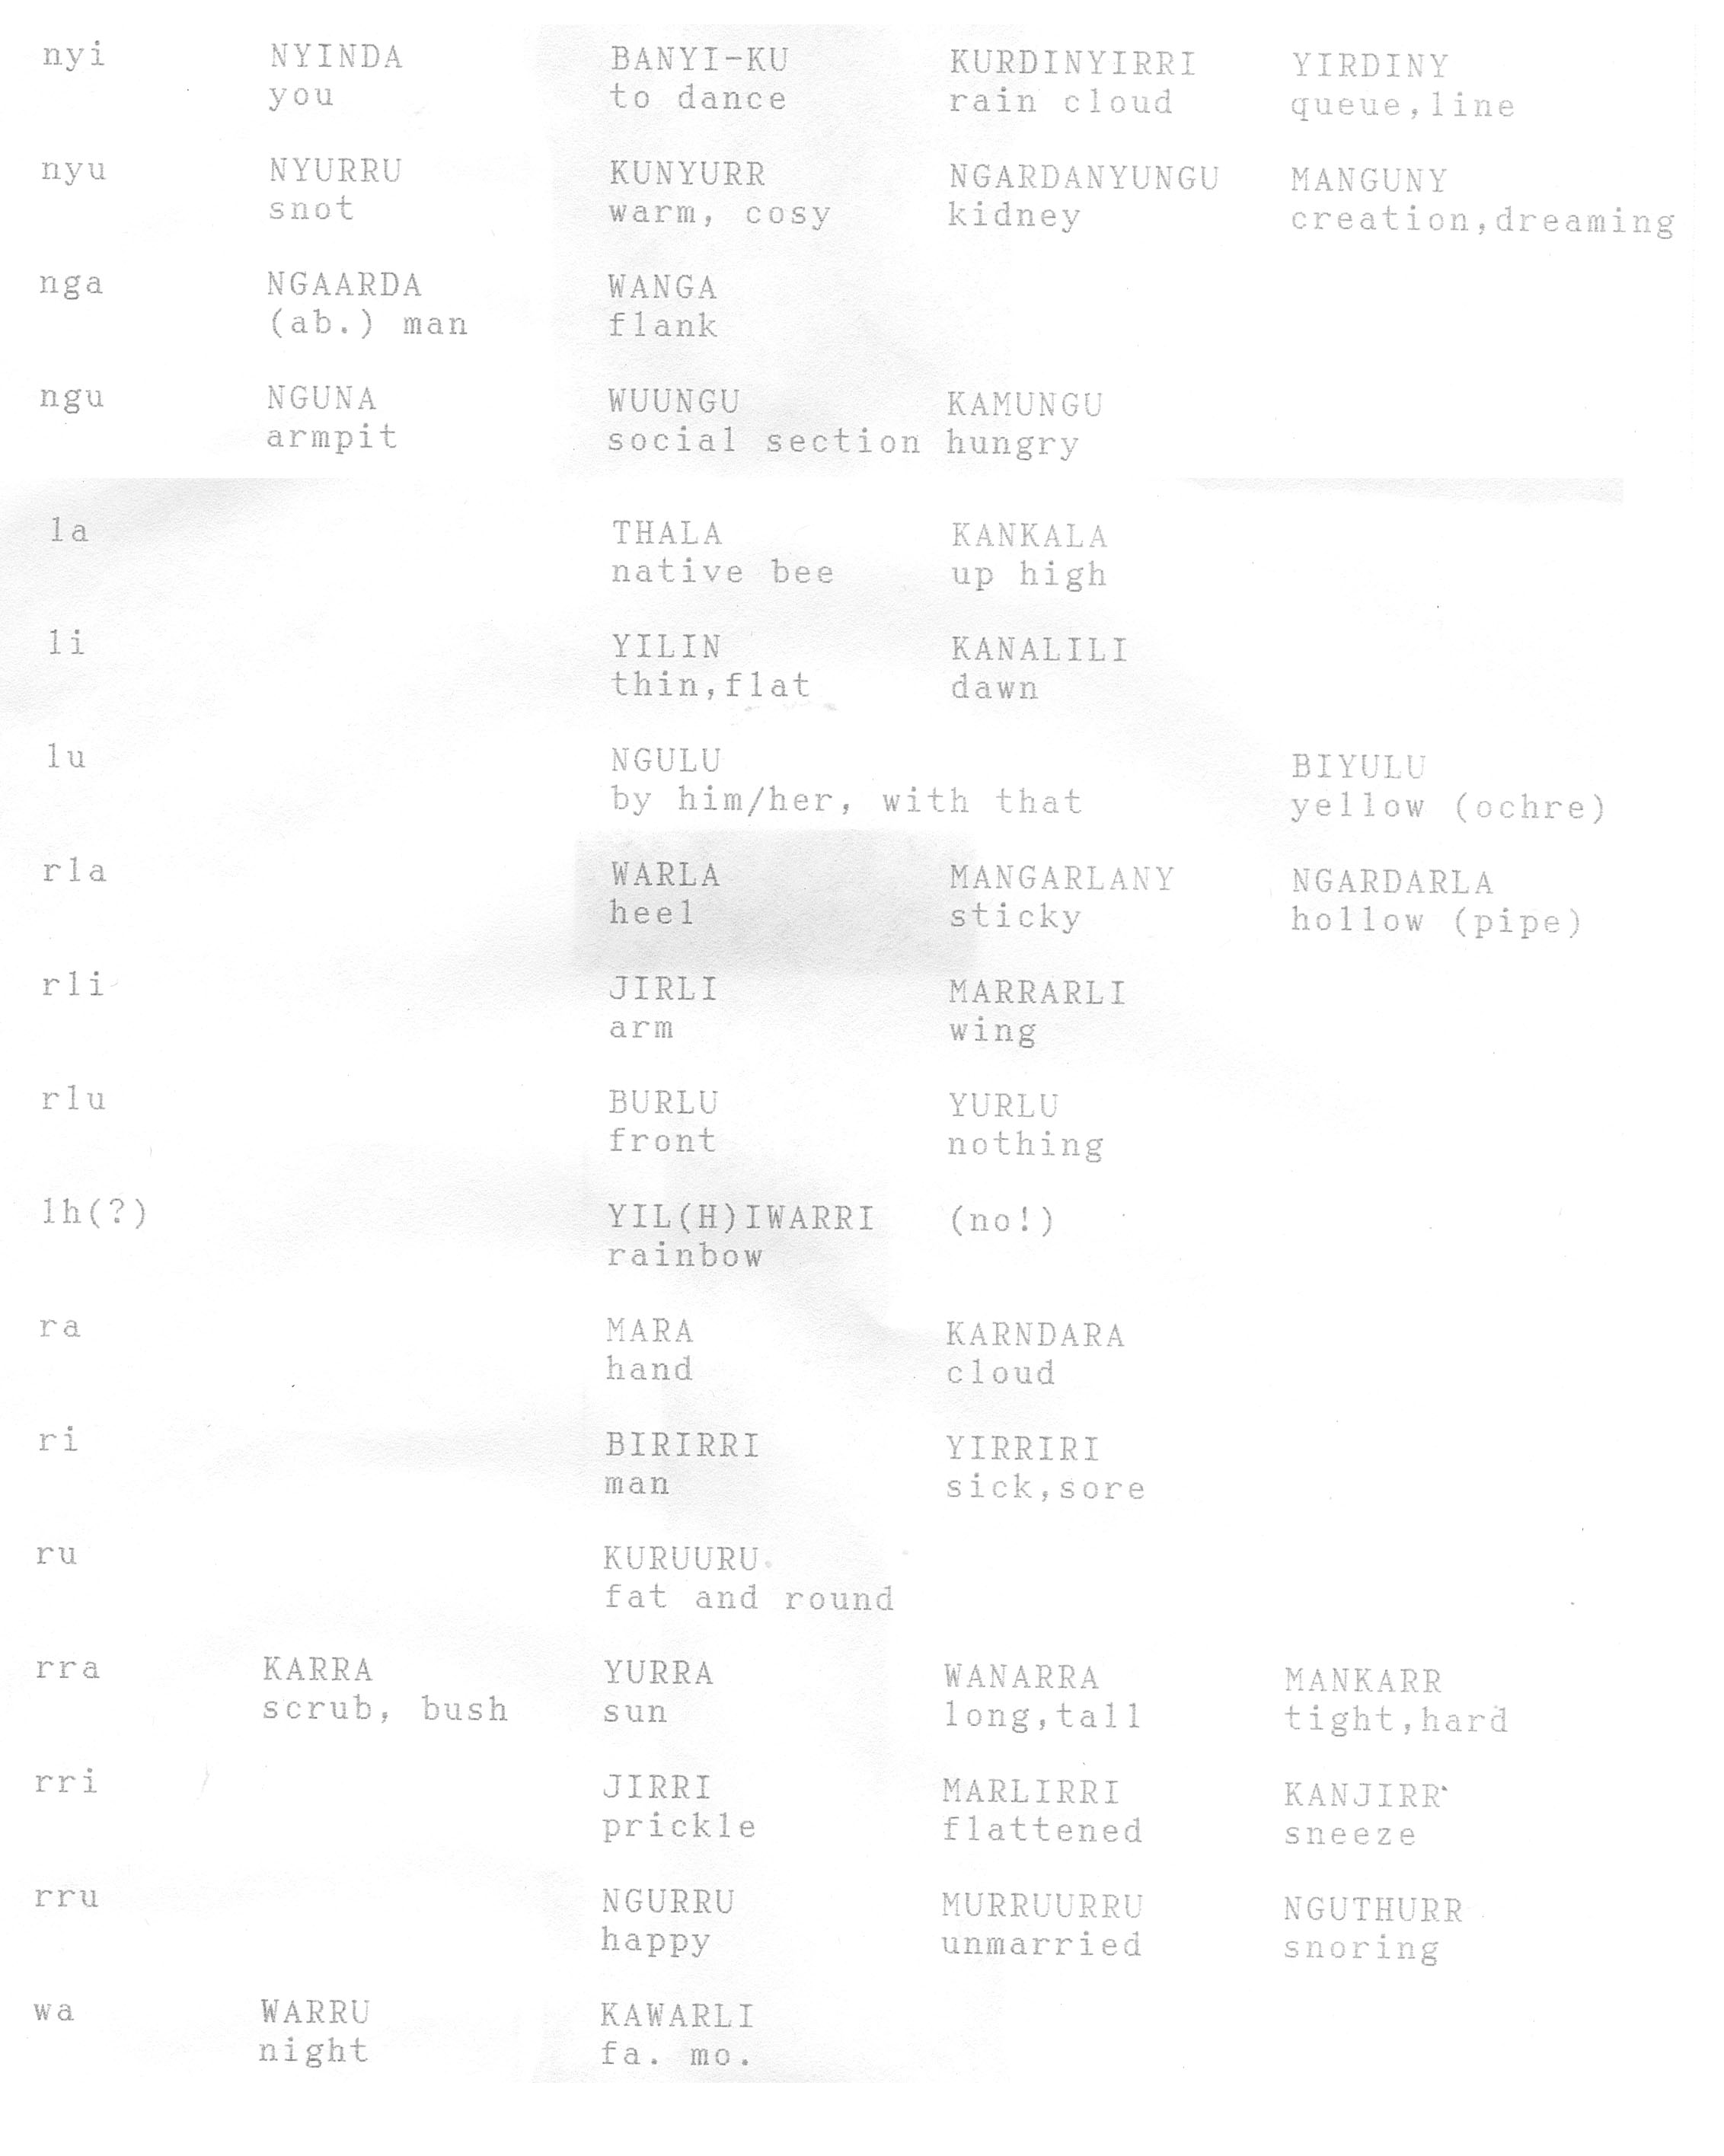 nyi NYINDA BANYI-KU KURDINYIRRI YIRDINY
you to dance rain cloud queue,line
nyu NYURRU KUNYURR NGARDANYUNGU MANGUNY
snot warm, cosy kidney creation,dreaming
nga NGAARDA WANGA
(ab.) man flank
ngu NGUNA WUUNGU KAMUNGU
armpit social section hungry
la THALA KANKALA
native bee up high
li YILIN KANALILI
thin,flat dawn
lu NGULU BIYULU
by him/her, with that yellow (ochre)
rla WARLA MANGARLANY NGARDARLA
heel sticky hollow (pipe)
rli JIRLI MARRARLI
arm wing
rlu BURLU YURLU
front nothing
lh(?) YIL(H)IWARRI (no!)
rainbow
ra MARA KARNDARA
hand cloud
ri BIRIRRI YIRRIRI
man sick,sore
ru KURUURU
fat and round
rra KARRA YURRA WANARRA MANKARR
scrub, bush sun long,tall tight,hard
rri JIRRI MARLIRRI KANJIRR
prickle flattened sneeze
rru NGURRU MURRUURRU NGUTHURR
happy unmarried snoring
wa WARRU KAWARLI
night fa. mo.